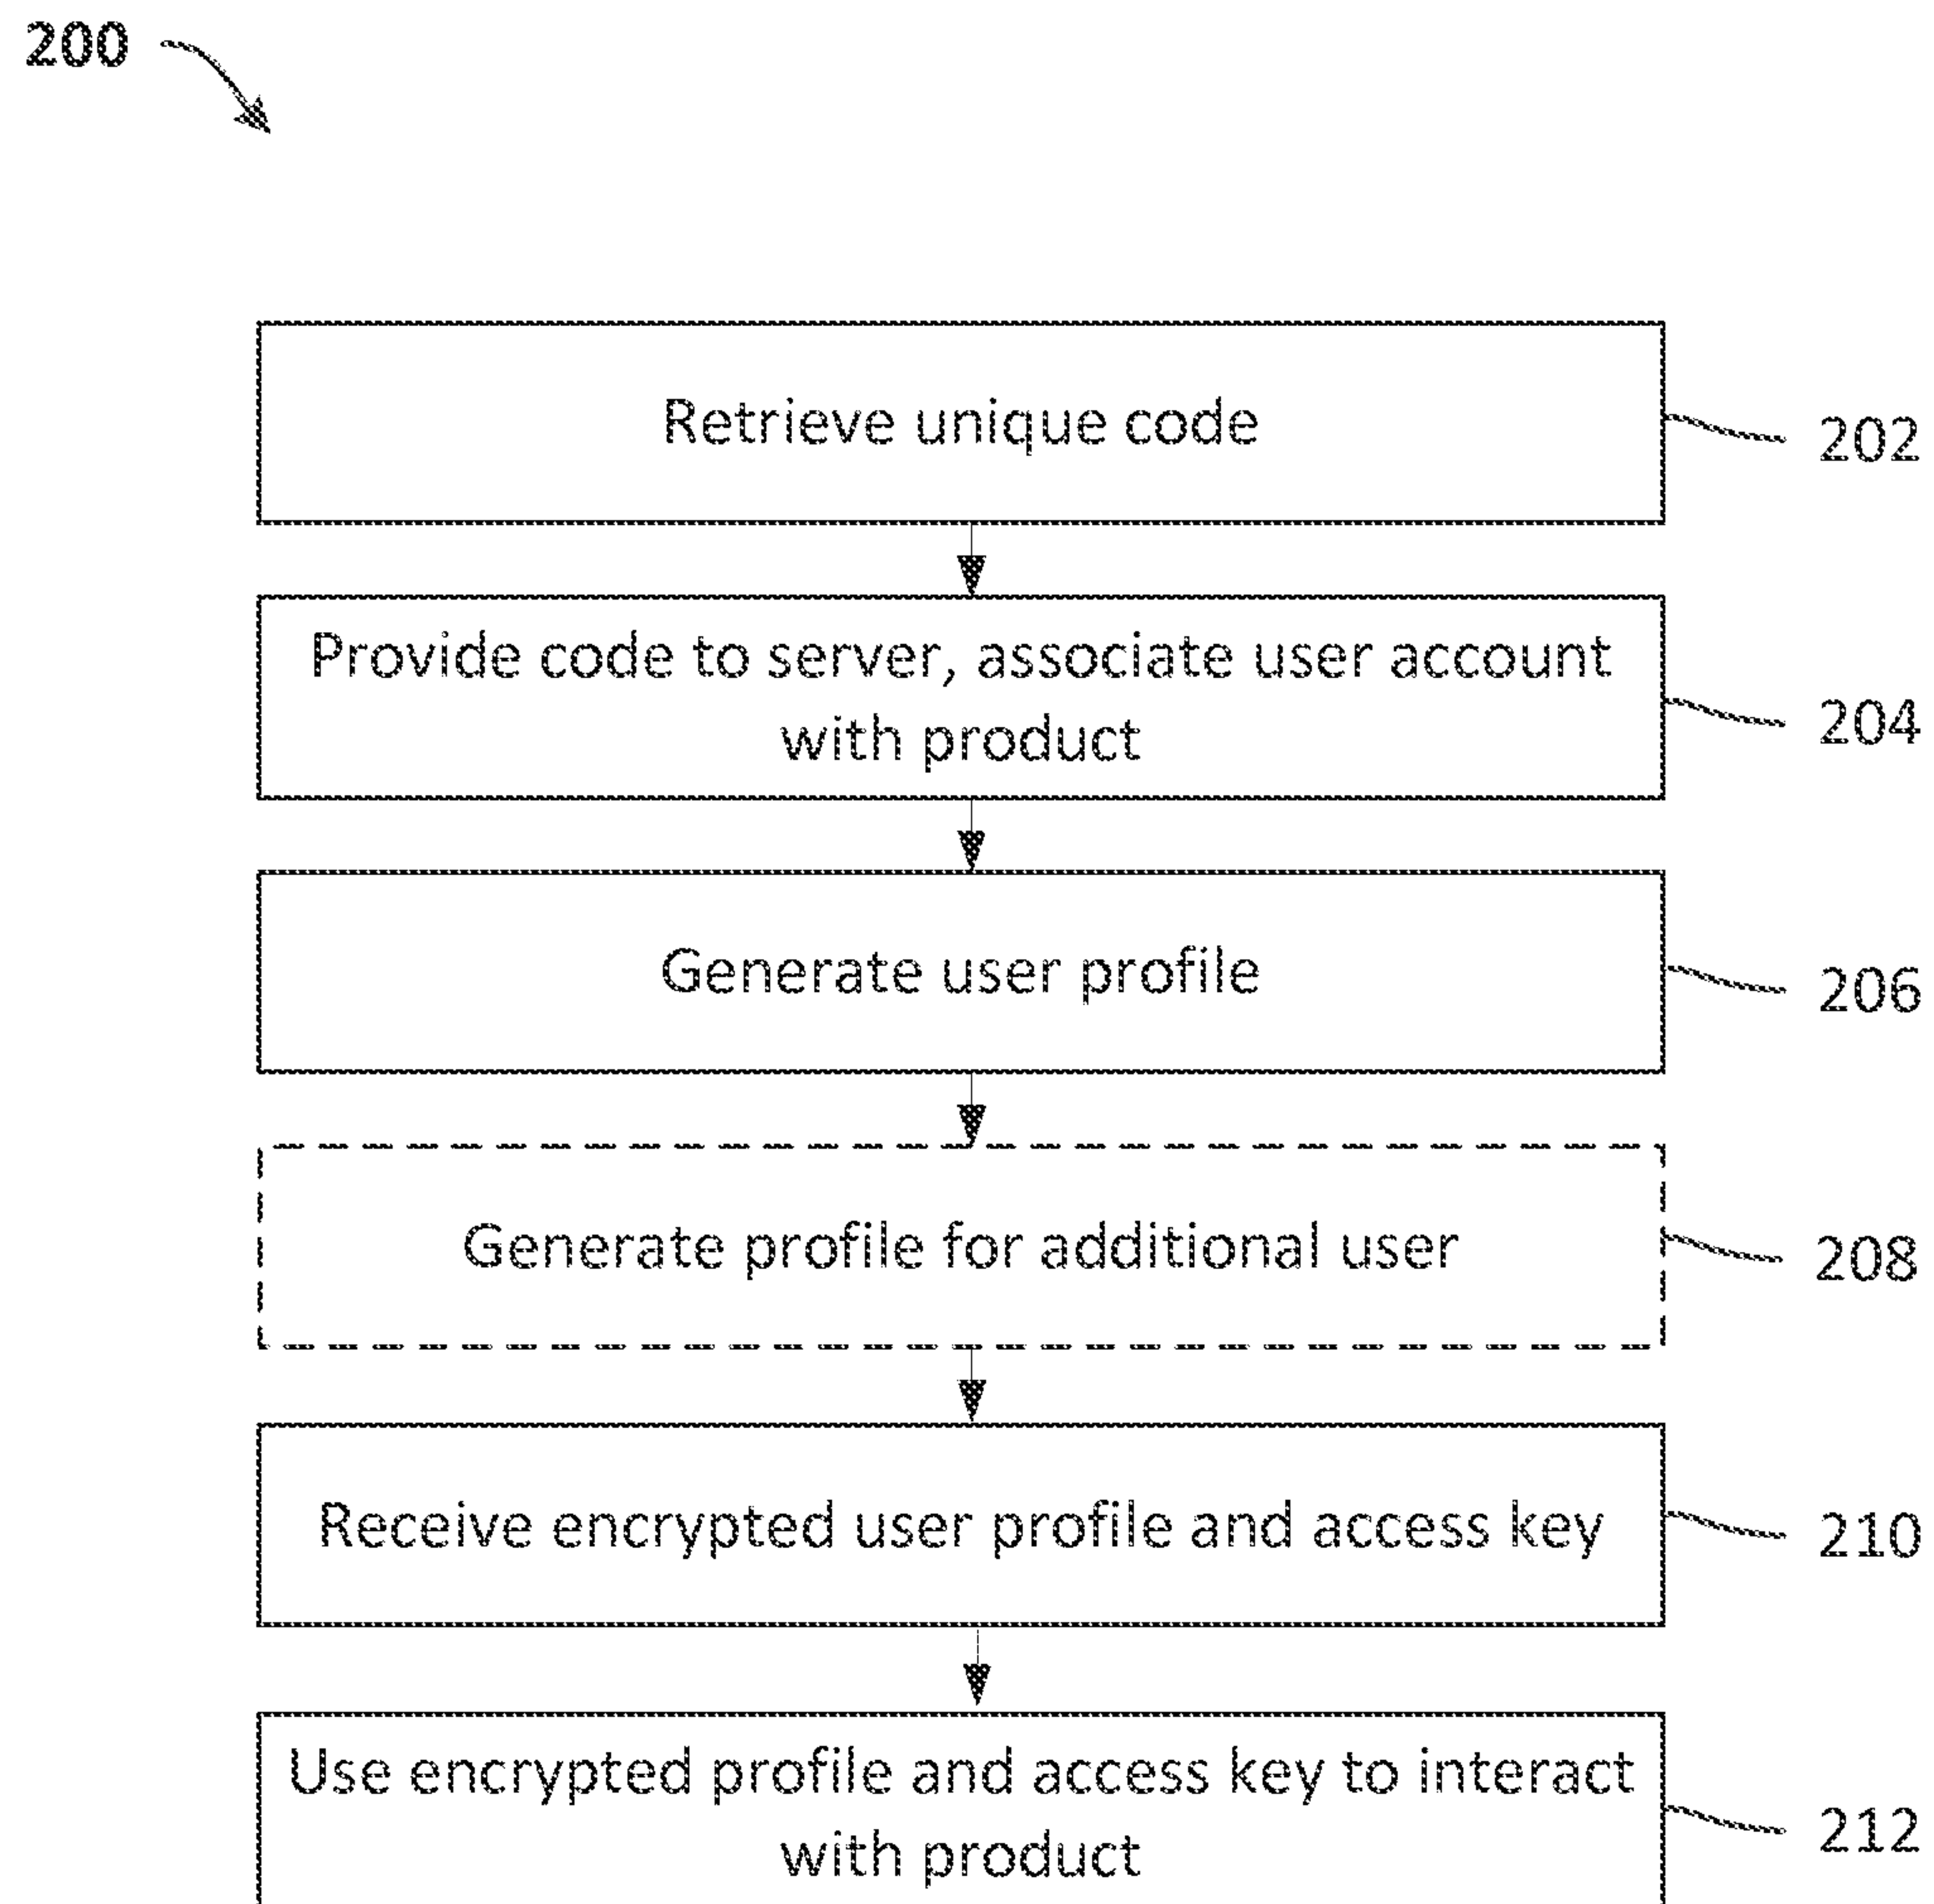 200
Retrieve unique code
202
Provide code to server, associate user account
with product
204
Generate user profile
206
Generate profile for additional user
208
Receive encrypted user profile and access key
210
Use encrypted profile and access key to interact
with product
212